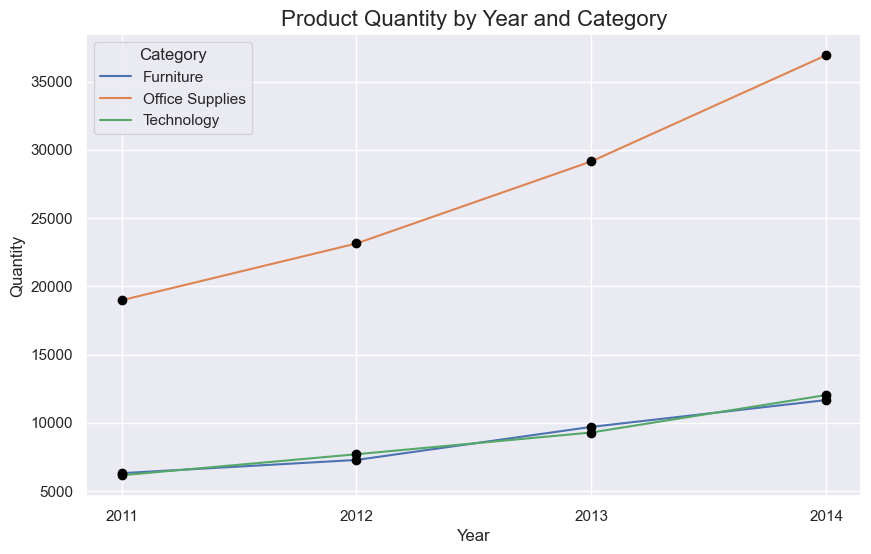 Product Quantity by Year and Category
Category
Furniture
Office Supplies
Technology
35000
30000
25000
20000
15000
10000
5000
Quantity
2011 2012 2013 2014
Year